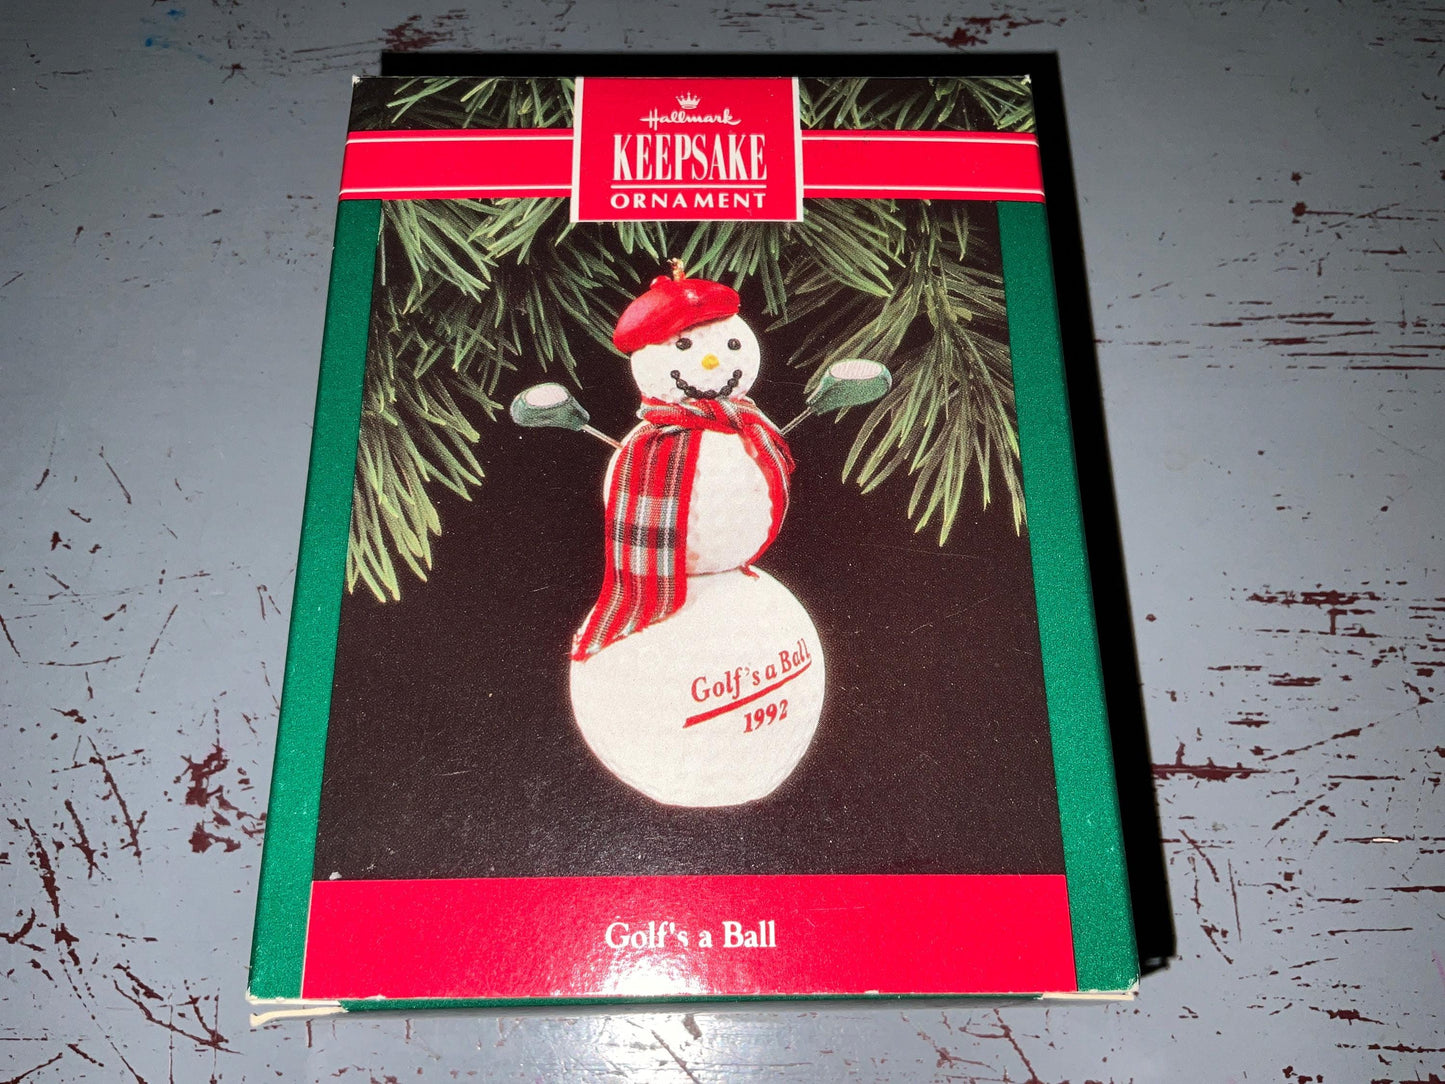 Hallmark
KEEPSAKE
ORNAMENT
Golf's a Ball
1992
Golf's a Ball